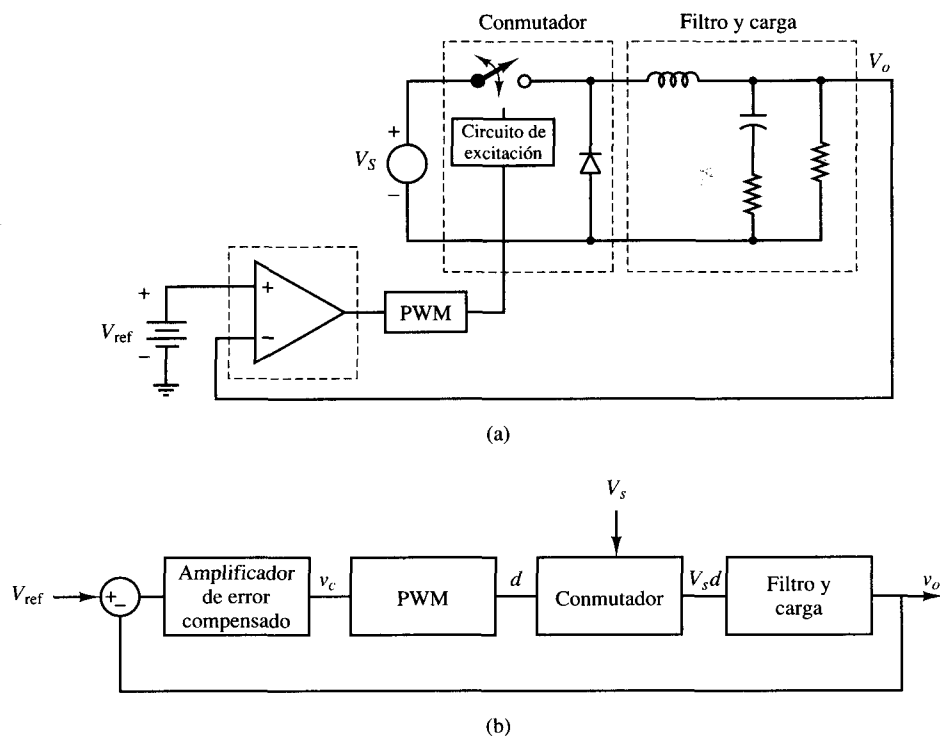 Conmutador
Filtro y carga
V_o
+
V_S
−
Circuito de
excitación
+
V_ref
−
+
−
PWM
(a)
V_s
V_ref
+
−
Amplificador
de error
compensado
v_c
PWM
d
Conmutador
V_s d
Filtro y
carga
v_o
(b)